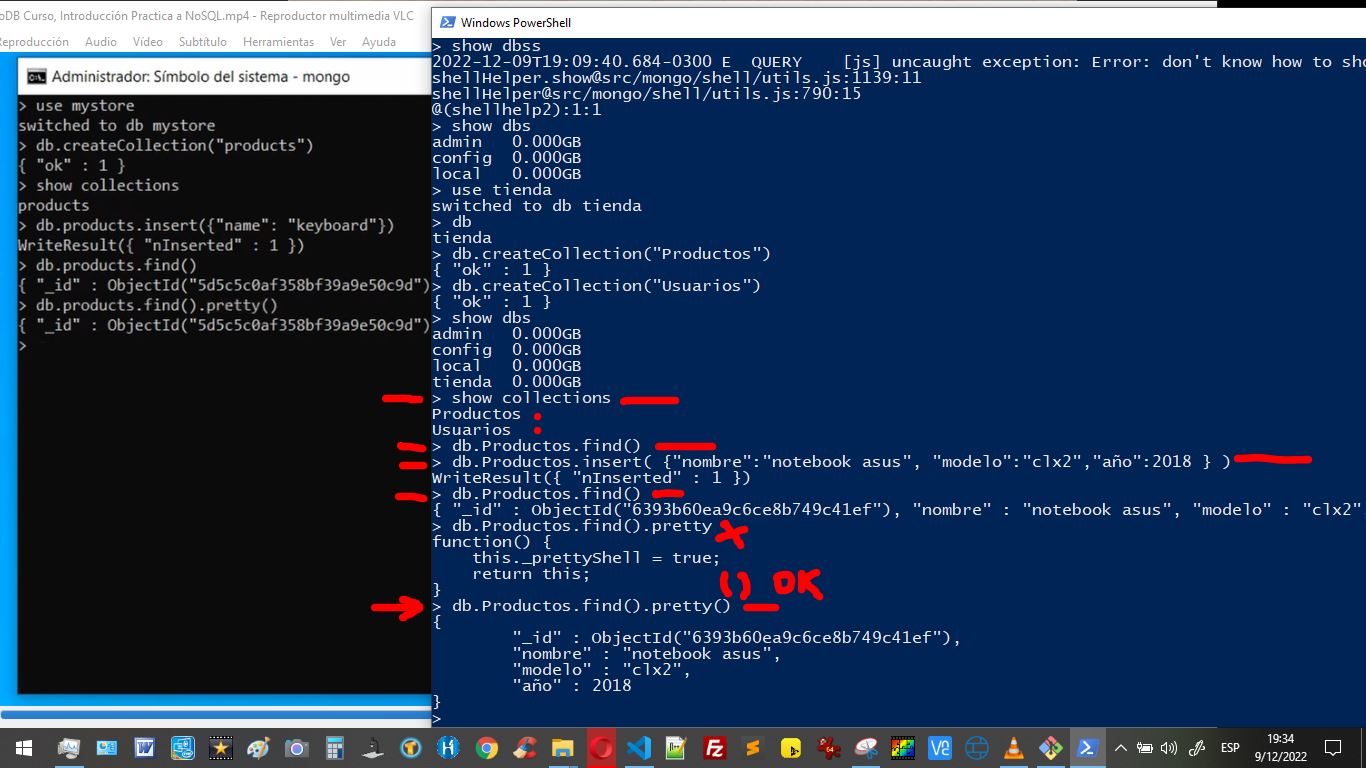 oDB Curso, Introducción Practica a NoSQL.mp4 - Reproductor multimedia VLC
Reproducción Audio Vídeo Subtítulo Herramientas Ver Ayuda
Administrador: Símbolo del sistema - mongo
> use mystore
switched to db mystore
> db.createCollection("products")
{ "ok" : 1 }
> show collections
products
> db.products.insert({"name": "keyboard"})
WriteResult({ "nInserted" : 1 })
> db.products.find()
{ "_id" : ObjectId("5d5c5c0af358bf39a9e50c9d")
> db.products.find().pretty()
{ "_id" : ObjectId("5d5c5c0af358bf39a9e50c9d")
>
Windows PowerShell
> show dbss
2022-12-09T19:09:40.684-0300 E  QUERY    [js] uncaught exception: Error: don't know how to sho
shellHelper.show@src/mongo/shell/utils.js:1139:11
shellHelper@src/mongo/shell/utils.js:790:15
@(shellhelp2):1:1
> show dbs
admin   0.000GB
config  0.000GB
local   0.000GB
> use tienda
switched to db tienda
> db
tienda
> db.createCollection("Productos")
{ "ok" : 1 }
> db.createCollection("Usuarios")
{ "ok" : 1 }
> show dbs
admin   0.000GB
config  0.000GB
local   0.000GB
tienda  0.000GB
> show collections
Productos
Usuarios
> db.Productos.find()
> db.Productos.insert( {"nombre":"notebook asus", "modelo":"clx2","año":2018 } )
WriteResult({ "nInserted" : 1 })
> db.Productos.find()
{ "_id" : ObjectId("6393b60ea9c6ce8b749c41ef"), "nombre" : "notebook asus", "modelo" : "clx2"
> db.Productos.find().pretty
function() {
    this._prettyShell = true;
    return this;
() OK
}
> db.Productos.find().pretty()
{
        "_id" : ObjectId("6393b60ea9c6ce8b749c41ef"),
        "nombre" : "notebook asus",
        "modelo" : "clx2",
        "año" : 2018
}
>
ESP
19:34
9/12/2022